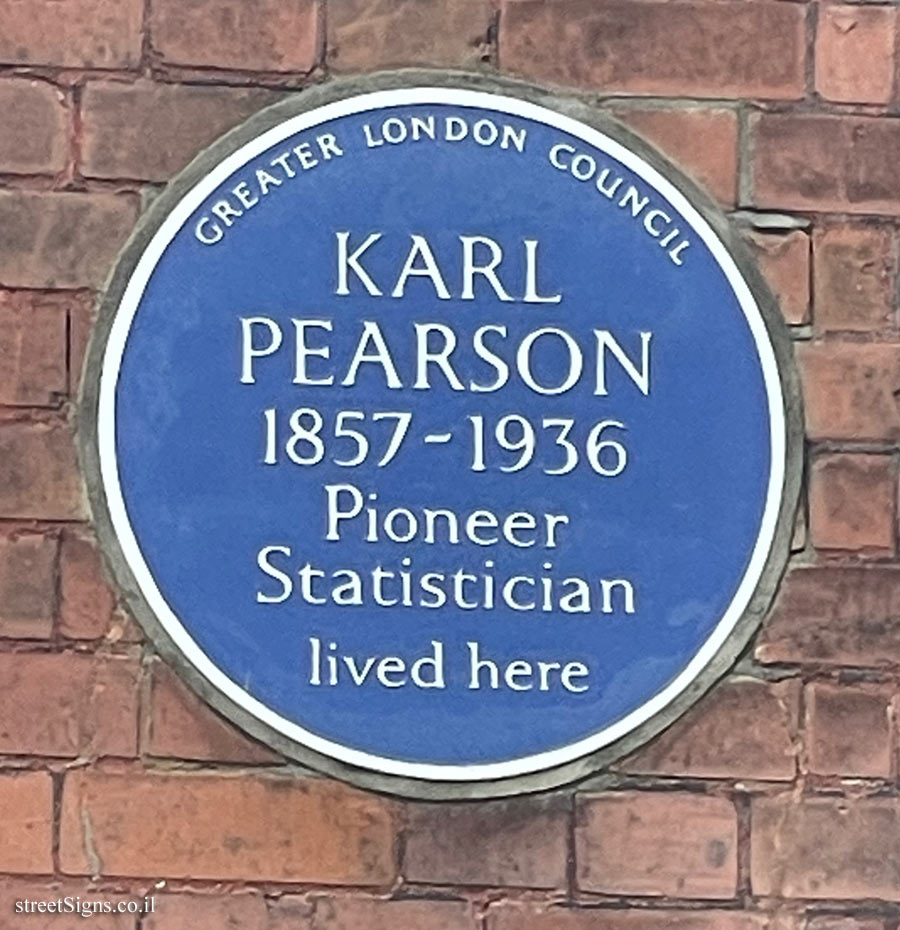 GREATER LONDON COUNCIL
KARL
PEARSON
1857-1936
Pioneer
Statistician
lived here
streetSigns.co.il